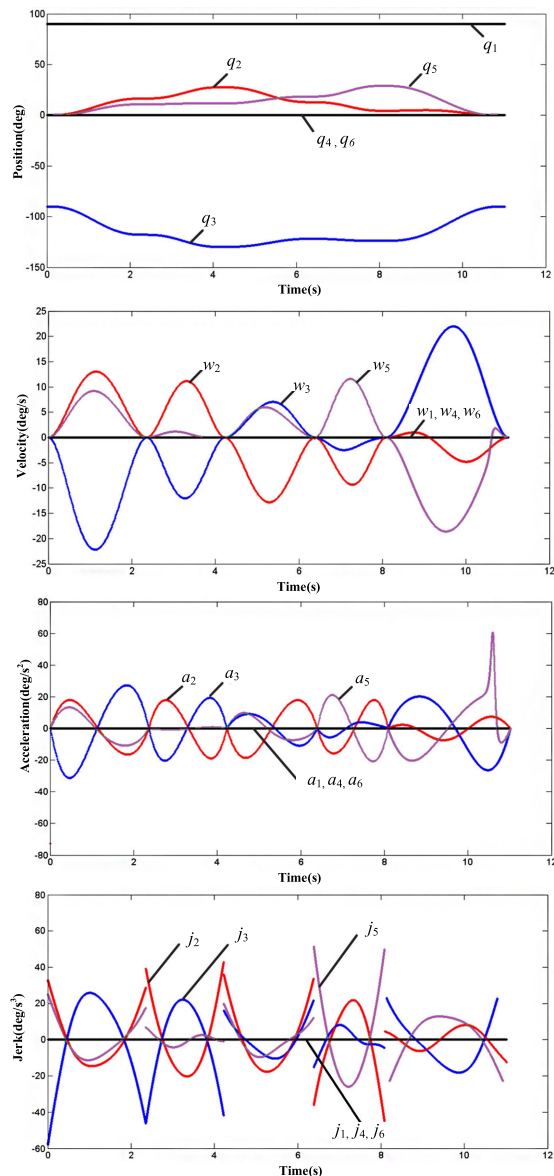 100
q1
q2
q5
50
0
q4 , q6
-50
q3
-100
-150
0 2 4 6 8 10 12
Position(deg)
Time(s)
25
20
15
w2
w3
w5
10
w1, w4, w6
5
0
-5
-10
-15
-20
-25
0 2 4 6 8 10 12
Velocity(deg/s)
Time(s)
80
60
40
a2
a3
a5
20
0
-20
a1, a4, a6
-40
-60
-80
0 2 4 6 8 10 12
Acceleration(deg/s²)
Time(s)
80
60
j2
j3
j5
40
20
0
-20
-40
j1, j4, j6
-60
0 2 4 6 8 10 12
Jerk(deg/s³)
Time(s)